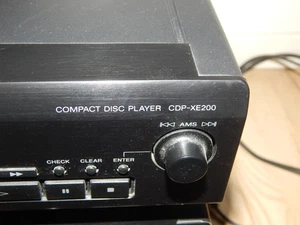 COMPACT DISC PLAYER CDP-XE200
AMS
CHECK CLEAR ENTER